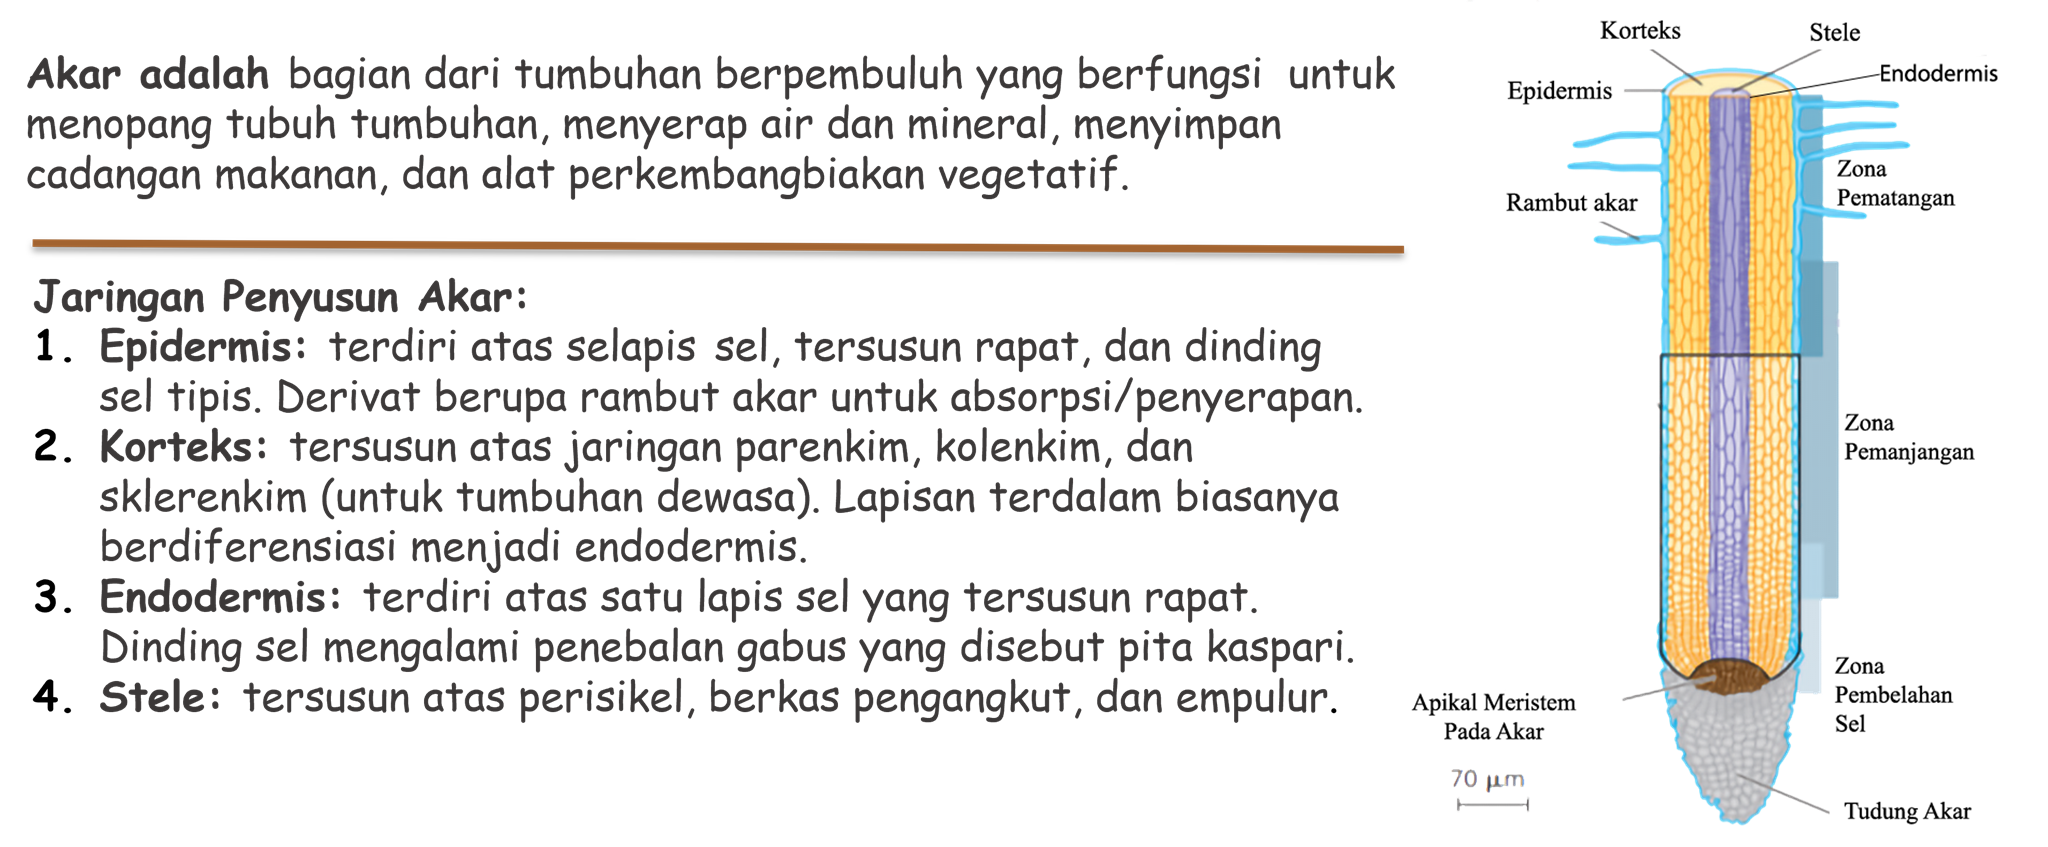 Akar adalah bagian dari tumbuhan berpembuluh yang berfungsi untuk
menopang tubuh tumbuhan, menyerap air dan mineral, menyimpan
cadangan makanan, dan alat perkembangbiakan vegetatif.
Jaringan Penyusun Akar:
1. Epidermis: terdiri atas selapis sel, tersusun rapat, dan dinding
sel tipis. Derivat berupa rambut akar untuk absorpsi/penyerapan.
2. Korteks: tersusun atas jaringan parenkim, kolenkim, dan
sklerenkim (untuk tumbuhan dewasa). Lapisan terdalam biasanya
berdiferensiasi menjadi endodermis.
3. Endodermis: terdiri atas satu lapis sel yang tersusun rapat.
Dinding sel mengalami penebalan gabus yang disebut pita kaspari.
4. Stele: tersusun atas perisikel, berkas pengangkut, dan empulur.
Korteks
Stele
Endodermis
Epidermis
Zona
Pematangan
Rambut akar
Zona
Pemanjangan
Zona
Pembelahan
Sel
Apikal Meristem
Pada Akar
70 μm
Tudung Akar